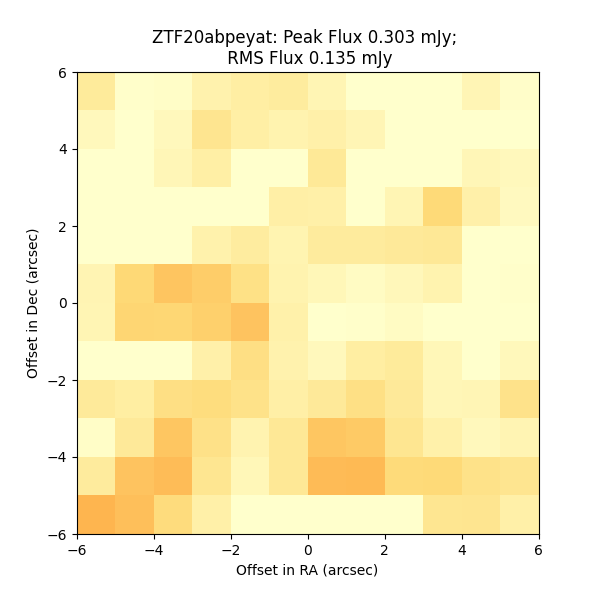 ZTF20abpeyat: Peak Flux 0.303 mJy;
RMS Flux 0.135 mJy
6
4
2
0
−2
−4
−6
Offset in Dec (arcsec)
−6 −4 −2 0 2 4 6
Offset in RA (arcsec)